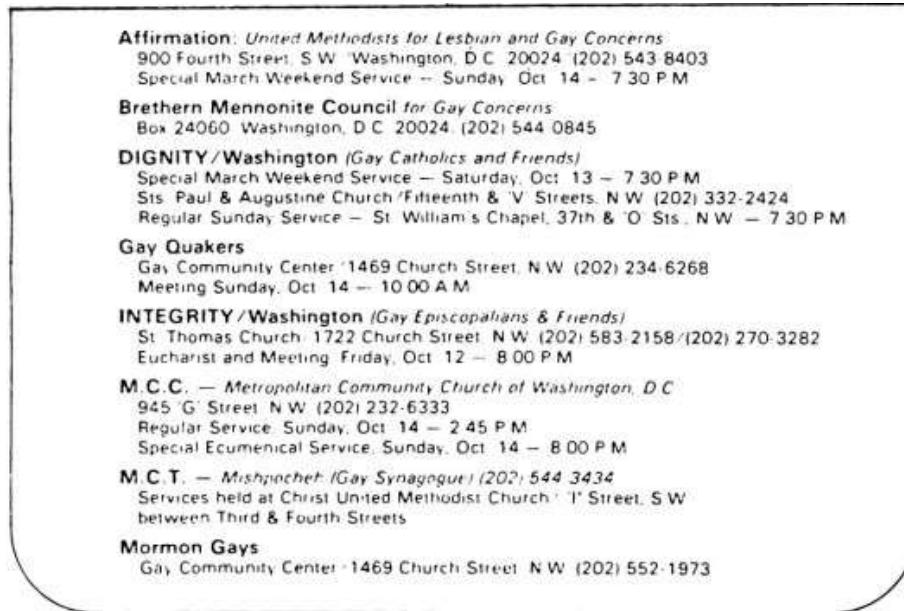 Affirmation: United Methodists for Lesbian and Gay Concerns
900 Fourth Street, S W Washington, D C 20024 (202) 543 8403
Special March Weekend Service — Sunday Oct 14 – 7 30 P M
Brethern Mennonite Council for Gay Concerns
Box 24060 Washington, D C 20024. (202) 544 0845
DIGNITY/Washington (Gay Catholics and Friends)
Special March Weekend Service — Saturday, Oct 13 — 7 30 P M
Sts Paul & Augustine Church/Fifteenth & 'V' Streets, N W (202) 332-2424
Regular Sunday Service — St William's Chapel, 37th & 'O' Sts., N W — 7 30 P M
Gay Quakers
Gay Community Center 1469 Church Street, N W (202) 234-6268
Meeting Sunday, Oct 14 — 10 00 A M
INTEGRITY/Washington (Gay Episcopalians & Friends)
St Thomas Church 1722 Church Street N W (202) 583-2158/(202) 270-3282
Eucharist and Meeting Friday, Oct 12 — 8 00 P M
M.C.C. — Metropolitan Community Church of Washington, D C
945 'G' Street N W (202) 232-6333
Regular Service, Sunday, Oct 14 — 2 45 P M
Special Ecumenical Service, Sunday, Oct 14 — 8 00 P M
M.C.T. — Mishpocheh (Gay Synagogue) (202) 544 3434
Services held at Christ United Methodist Church 'I' Street, S W
between Third & Fourth Streets
Mormon Gays
Gay Community Center 1469 Church Street N W (202) 552-1973